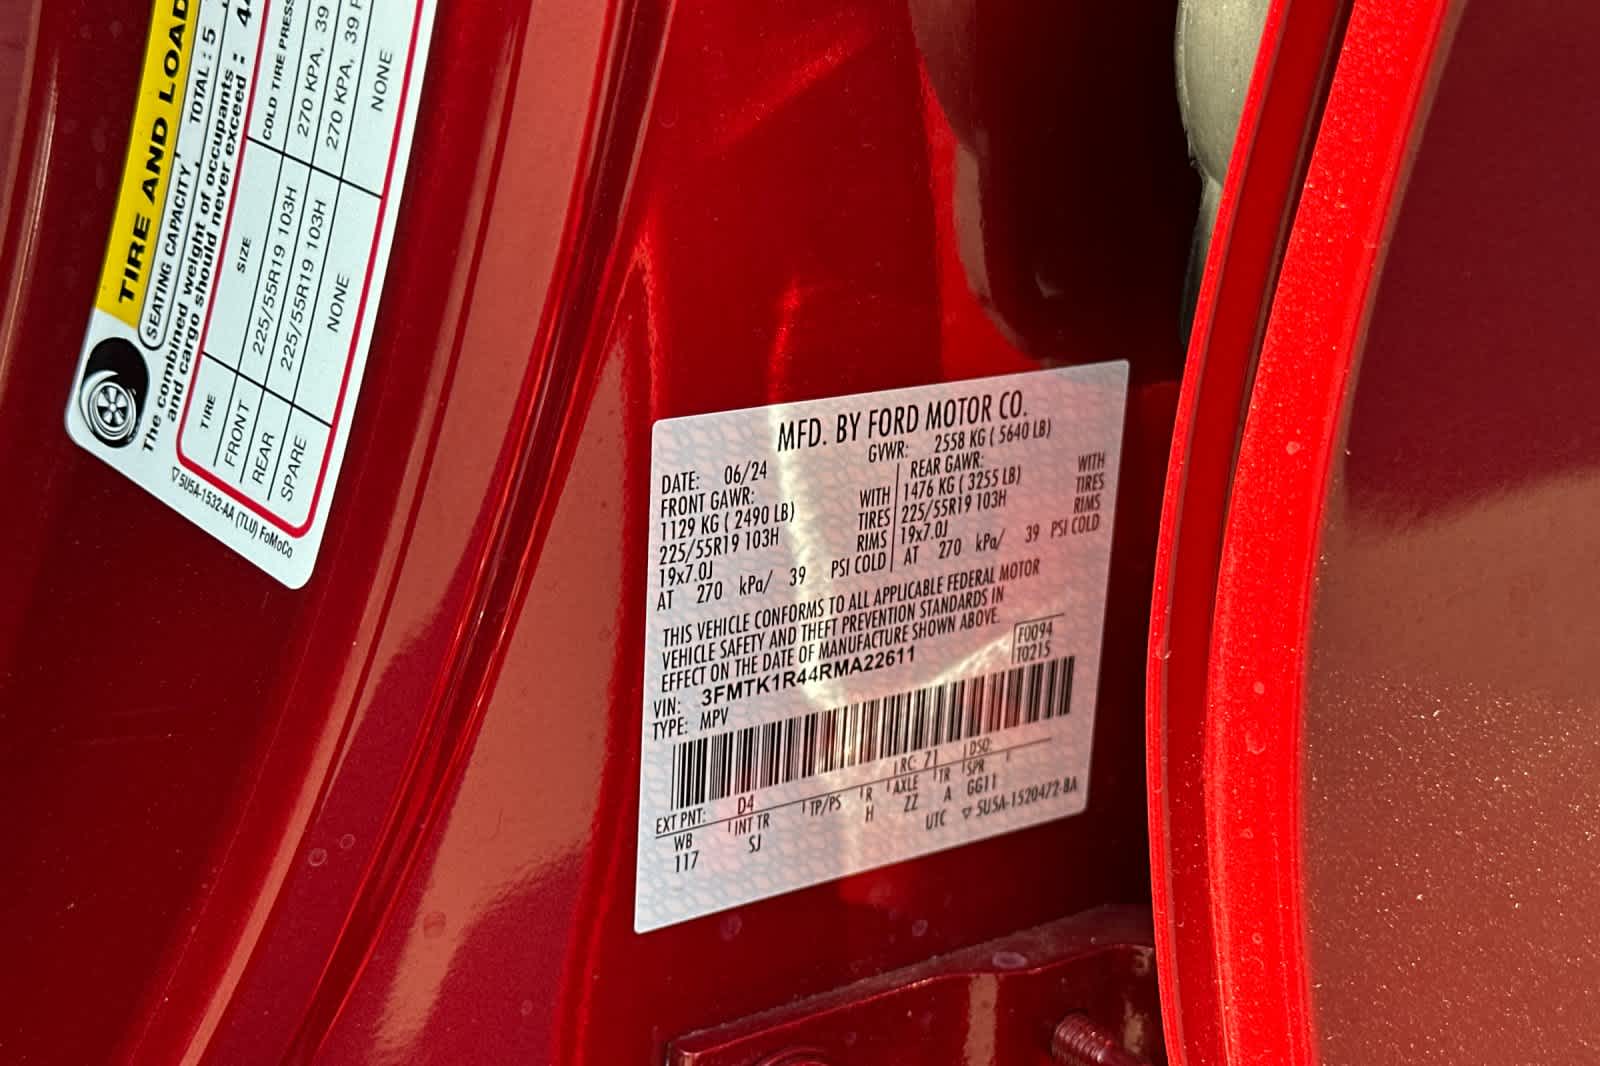 TIRE AND LOAD
SEATING CAPACITY TOTAL : 5
The combined weight of occupants
and cargo should never exceed :
TIRE SIZE COLD TIRE PRESS
FRONT 225/55R19 103H 270 KPA, 39
REAR 225/55R19 103H 270 KPA, 39 P
SPARE NONE NONE
5U5A-1532-AA (TLU) FoMoCo
MFD. BY FORD MOTOR CO.
DATE: 06/24 GVWR: 2558 KG ( 5640 LB)
FRONT GAWR: REAR GAWR:
1129 KG ( 2490 LB) WITH 1476 KG ( 3255 LB) WITH
225/55R19 103H TIRES 225/55R19 103H TIRES
19x7.0J RIMS 19x7.0J RIMS
AT 270 kPa/ 39 PSI COLD AT 270 kPa/ 39 PSI COLD
THIS VEHICLE CONFORMS TO ALL APPLICABLE FEDERAL MOTOR
VEHICLE SAFETY AND THEFT PREVENTION STANDARDS IN
EFFECT ON THE DATE OF MANUFACTURE SHOWN ABOVE.
F0094
T0215
VIN: 3FMTK1R44RMA22611
TYPE: MPV
EXT PNT: D4 RC: 71 DSO:
WB INT TR TP/PS R AXLE TR SPR
117 SJ H ZZ A GG11
UTC 5U5A-1520472-BA